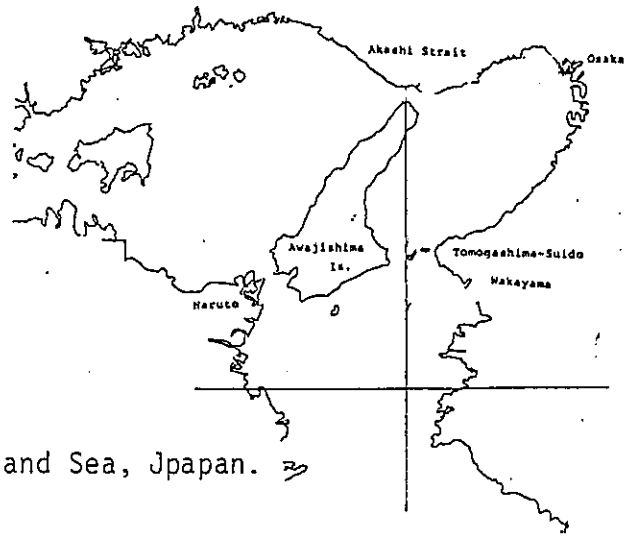 Akashi Strait
Osaka
Awajishima
Is.
Tomogashima-Suido
Wakayama
Naruto
and Sea, Jpapan.